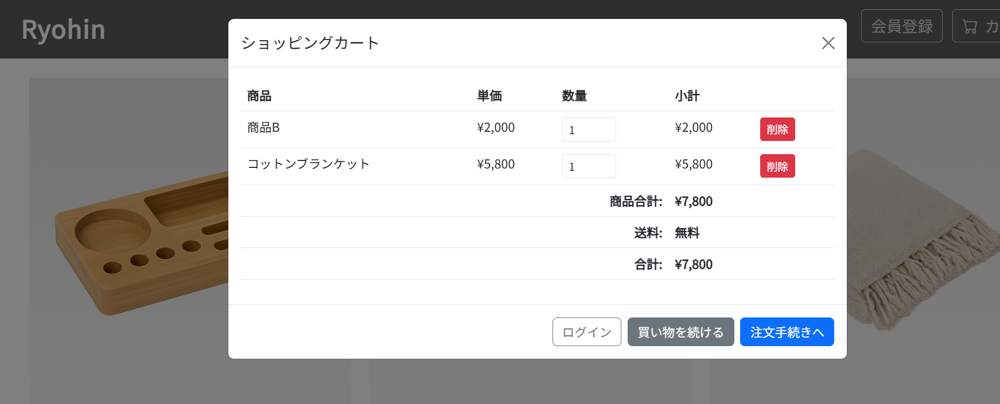 Ryohin
会員登録
カ
ショッピングカート
商品 単価 数量 小計
商品B ¥2,000 1 ¥2,000 削除
コットンブランケット ¥5,800 1 ¥5,800 削除
商品合計: ¥7,800
送料: 無料
合計: ¥7,800
ログイン 買い物を続ける 注文手続きへ